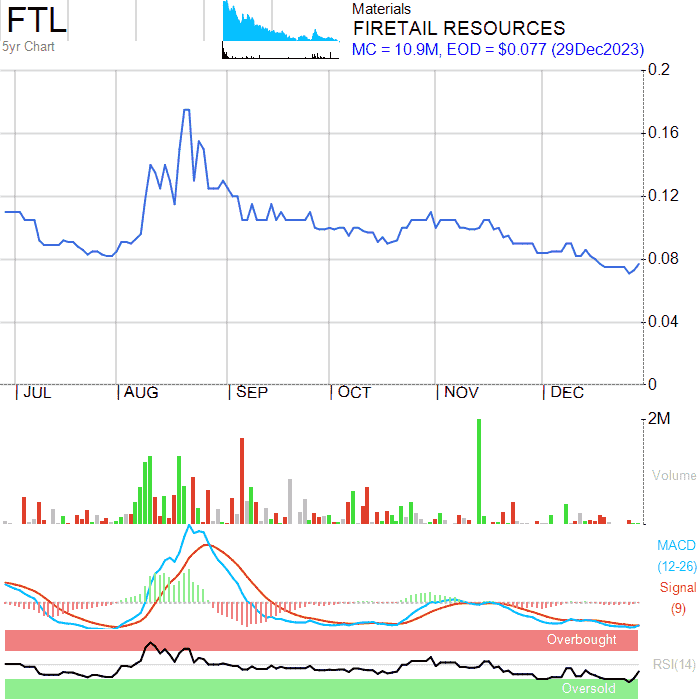 FTL
5yr Chart
Materials
FIRETAIL RESOURCES
MC = 10.9M, EOD = $0.077 (29Dec2023)
0.2
0.16
0.12
0.08
0.04
0
JUL AUG SEP OCT NOV DEC
2M
Volume
MACD
(12-26)
Signal
(9)
Overbought
RSI(14)
Oversold